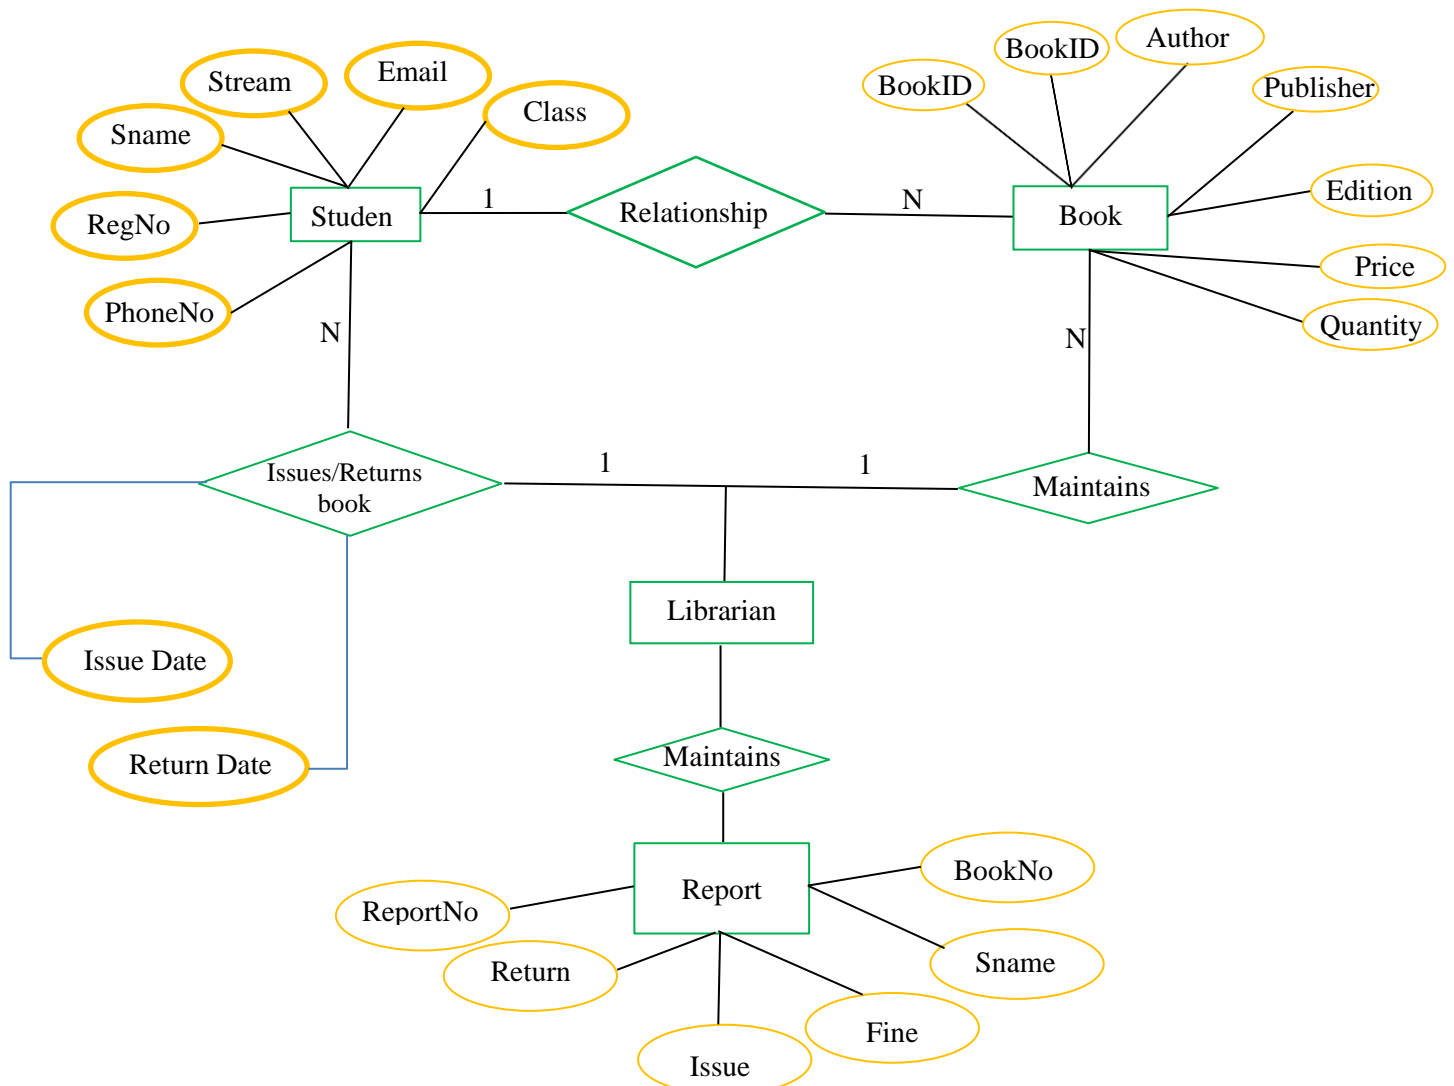 Author
BookID
Email
Stream
BookID
Publisher
Class
Sname
Edition
1
N
Relationship
Book
Studen
RegNo
Price
PhoneNo
Quantity
N
N
1
1
Issues/Returns
book
Maintains
Librarian
Issue Date
Maintains
Return Date
BookNo
Report
ReportNo
Sname
Return
Fine
Issue